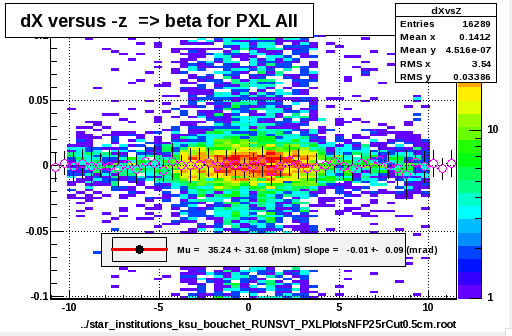 dX versus -z => beta for PXL All
dXvsZ
Entries 16289
Mean x 0.1412
Mean y 4.516e-07
RMS x 3.54
RMS y 0.03386
0.05
0
-0.05
-0.1
10
1
Mu = 35.24 +- 31.68 (mkm) Slope = -0.01 +- 0.09 (mrad)
-10 -5 0 5 10
../star_institutions_ksu_bouchet_RUNSVT_PXLPlotsNFP25rCut0.5cm.root